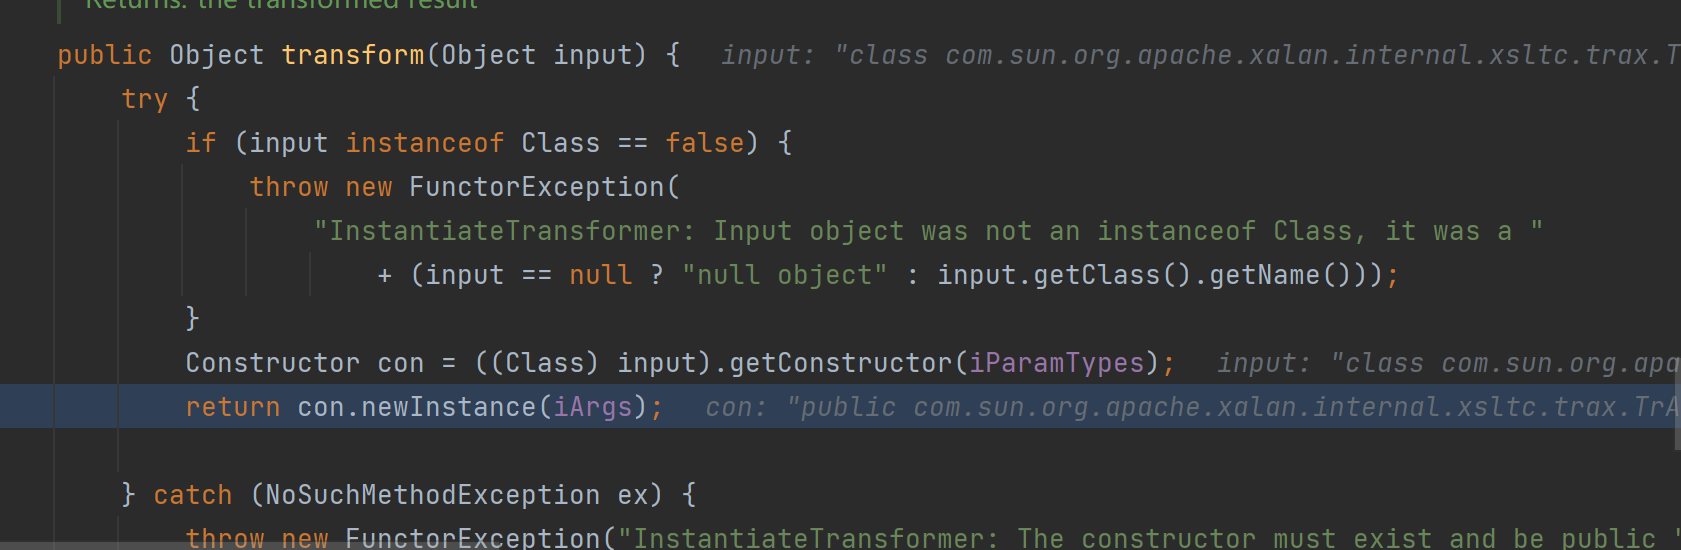 Returns: the transformed result
public Object transform(Object input) {   input: "class com.sun.org.apache.xalan.internal.xsltc.trax.T
try {
if (input instanceof Class == false) {
throw new FunctorException(
"InstantiateTransformer: Input object was not an instanceof Class, it was a "
+ (input == null ? "null object" : input.getClass().getName()));
}
Constructor con = ((Class) input).getConstructor(iParamTypes);   input: "class com.sun.org.apa
return con.newInstance(iArgs);   con: "public com.sun.org.apache.xalan.internal.xsltc.trax.TrA
} catch (NoSuchMethodException ex) {
throw new FunctorException("InstantiateTransformer: The constructor must exist and be public "